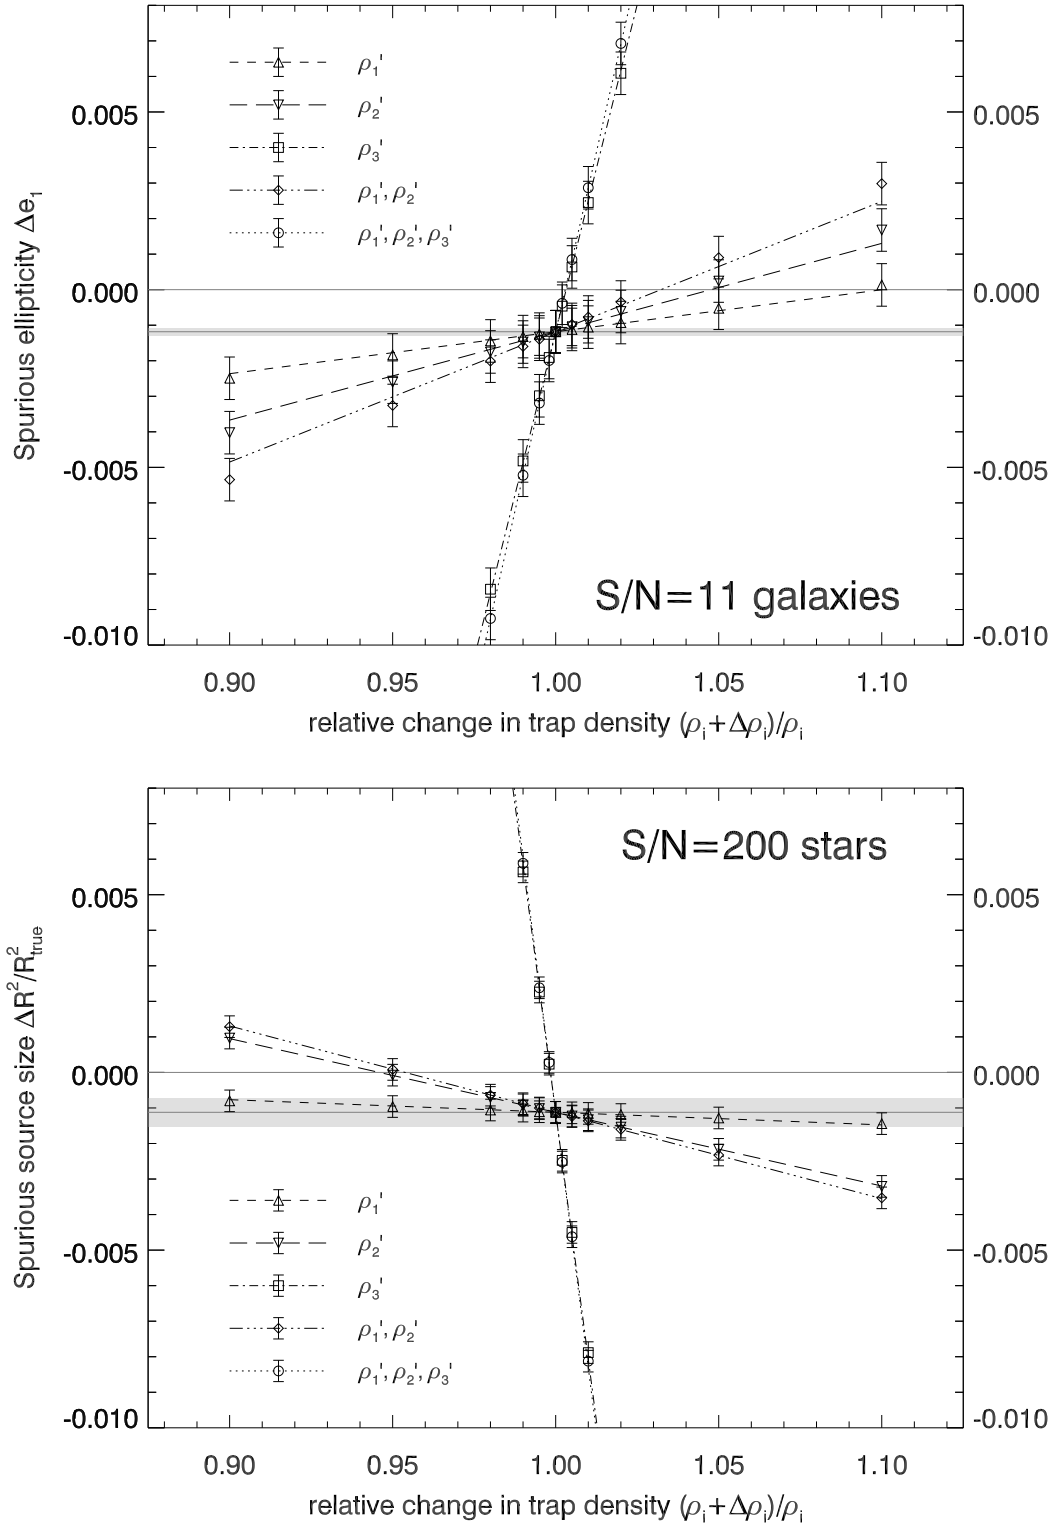 ρ₁'
ρ₂'
ρ₃'
ρ₁', ρ₂'
ρ₁', ρ₂', ρ₃'
0.005
0.000
-0.005
-0.010
0.005
0.000
-0.005
-0.010
Spurious ellipticity Δe₁
S/N=11 galaxies
0.90 0.95 1.00 1.05 1.10
relative change in trap density (ρᵢ+Δρᵢ)/ρᵢ
S/N=200 stars
0.005
0.000
-0.005
-0.010
0.005
0.000
-0.005
-0.010
Spurious source size ΔR²/R²true
ρ₁'
ρ₂'
ρ₃'
ρ₁', ρ₂'
ρ₁', ρ₂', ρ₃'
0.90 0.95 1.00 1.05 1.10
relative change in trap density (ρᵢ+Δρᵢ)/ρᵢ